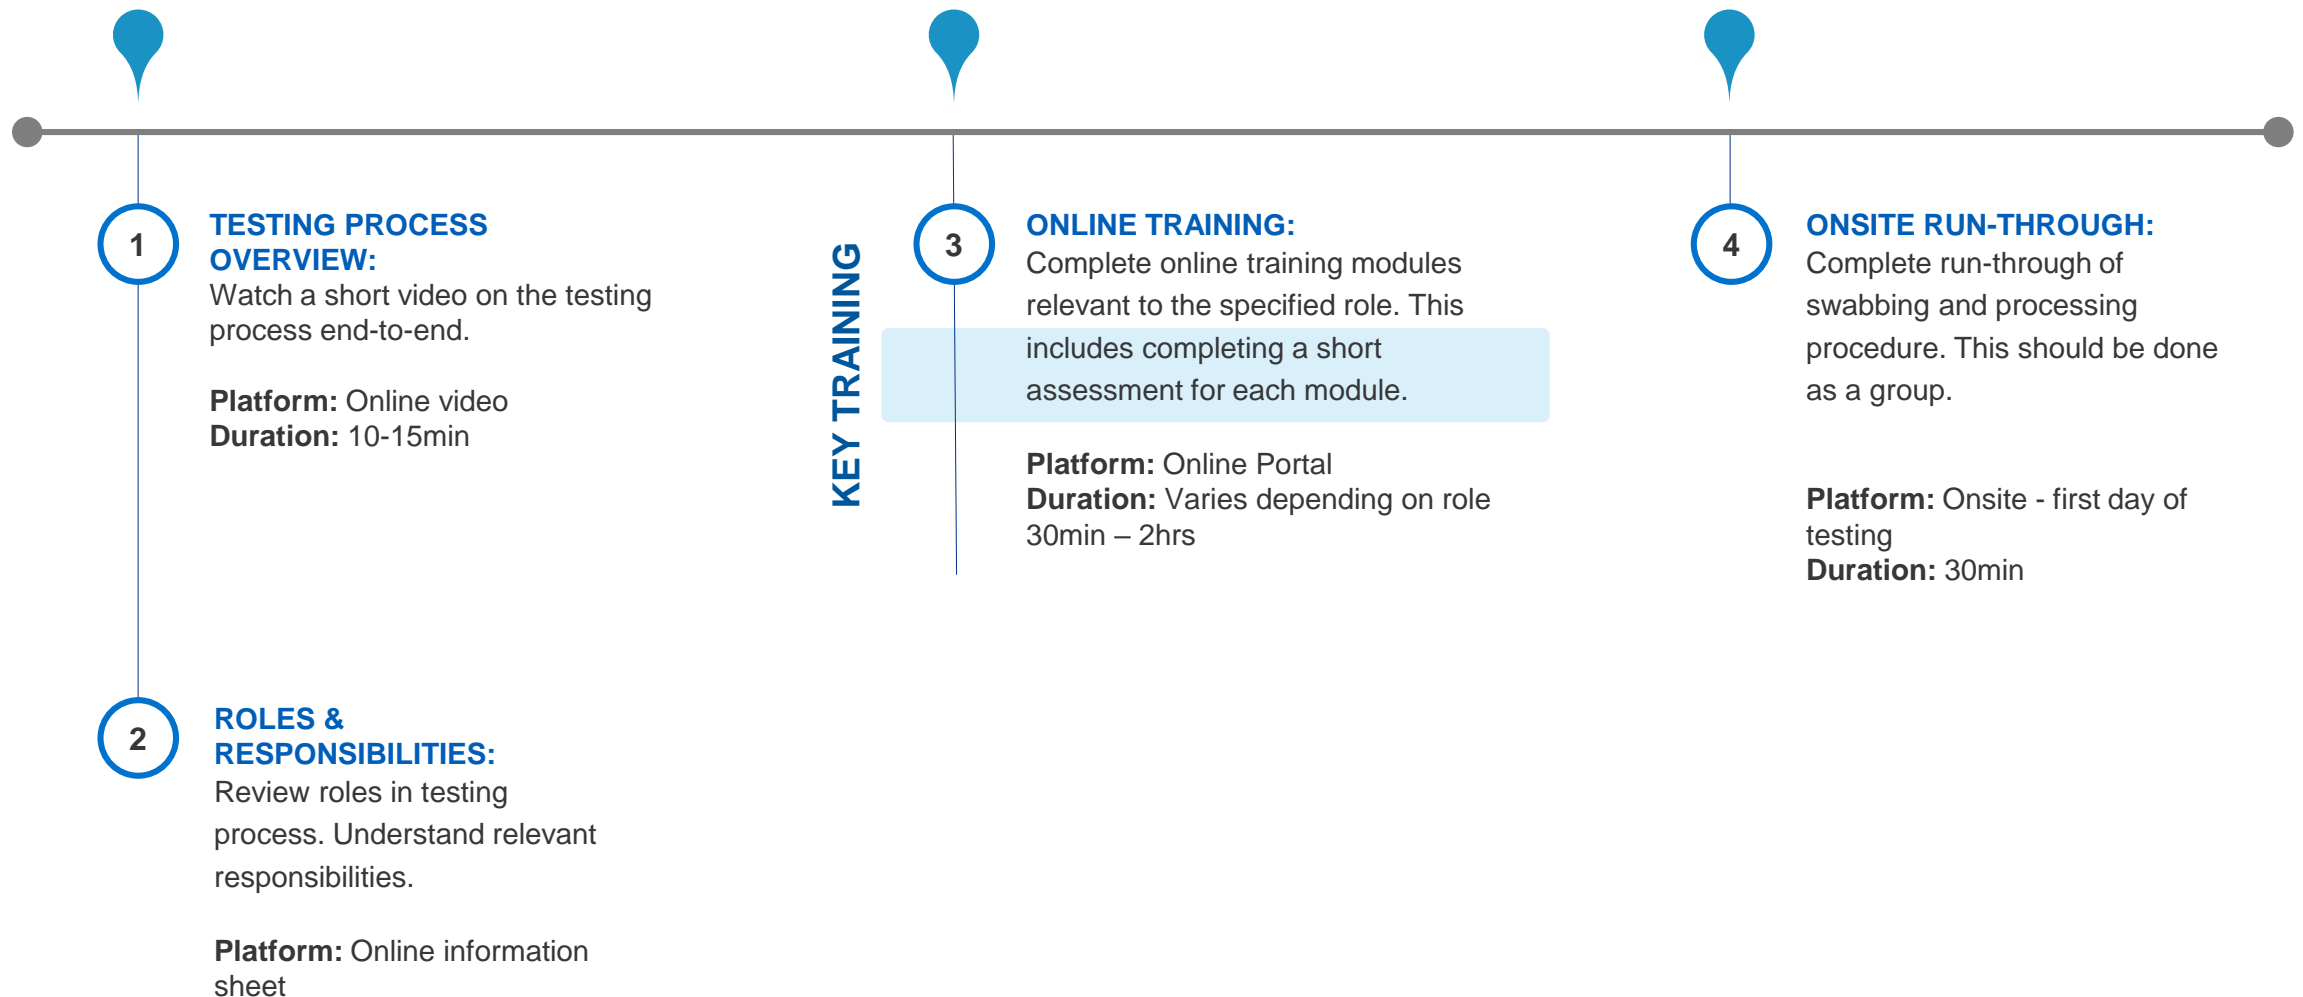 1
TESTING PROCESS
OVERVIEW:
Watch a short video on the testing
process end-to-end.
Platform: Online video
Duration: 10-15min
2
ROLES &
RESPONSIBILITIES:
Review roles in testing
process. Understand relevant
responsibilities.
Platform: Online information
sheet
KEY TRAINING
3
ONLINE TRAINING:
Complete online training modules
relevant to the specified role. This
includes completing a short
assessment for each module.
Platform: Online Portal
Duration: Varies depending on role
30min – 2hrs
4
ONSITE RUN-THROUGH:
Complete run-through of
swabbing and processing
procedure. This should be done
as a group.
Platform: Onsite - first day of
testing
Duration: 30min